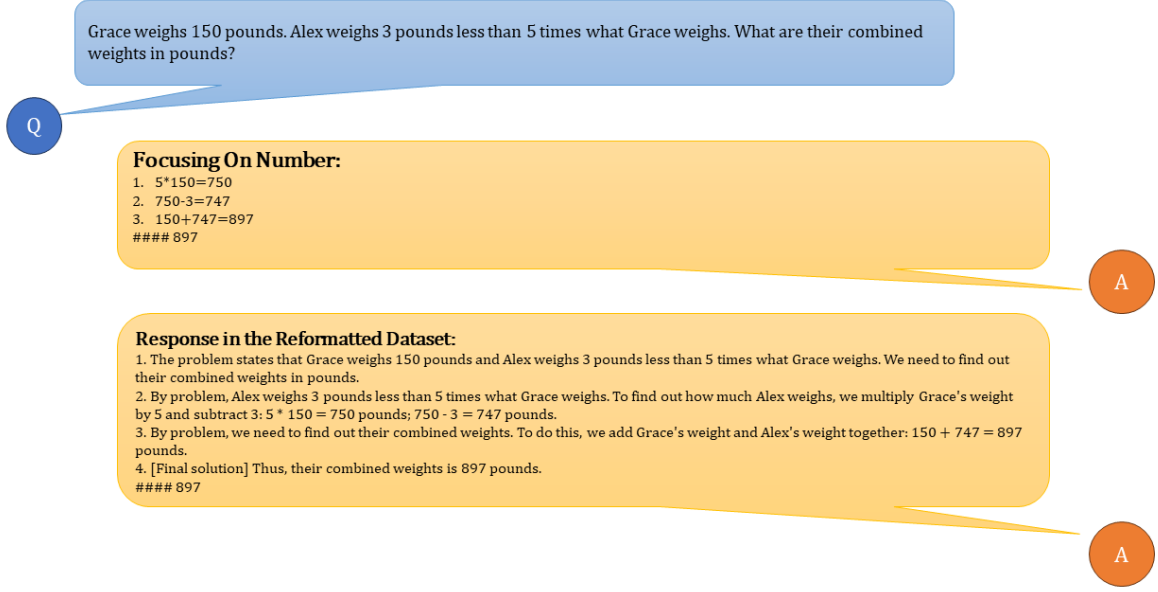 Grace weighs 150 pounds. Alex weighs 3 pounds less than 5 times what Grace weighs. What are their combined
weights in pounds?
Q
Focusing On Number:
1. 5*150=750
2. 750-3=747
3. 150+747=897
#### 897
A
Response in the Reformatted Dataset:
1. The problem states that Grace weighs 150 pounds and Alex weighs 3 pounds less than 5 times what Grace weighs. We need to find out
their combined weights in pounds.
2. By problem, Alex weighs 3 pounds less than 5 times what Grace weighs. To find out how much Alex weighs, we multiply Grace's weight
by 5 and subtract 3: 5 * 150 = 750 pounds; 750 - 3 = 747 pounds.
3. By problem, we need to find out their combined weights. To do this, we add Grace's weight and Alex's weight together: 150 + 747 = 897
pounds.
4. [Final solution] Thus, their combined weights is 897 pounds.
#### 897
A